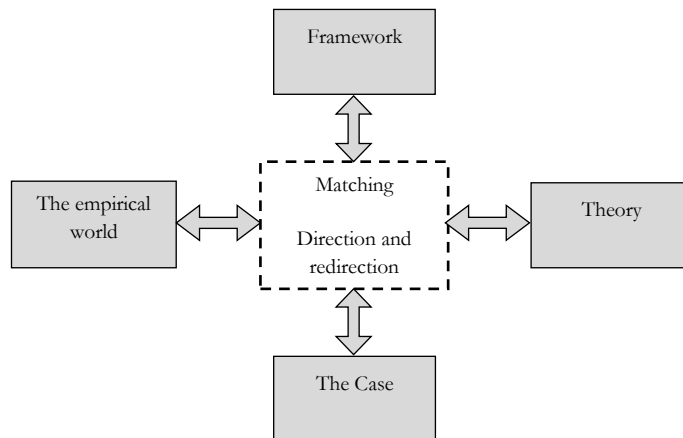 Framework
The empirical
world
Matching
Direction and
redirection
Theory
The Case